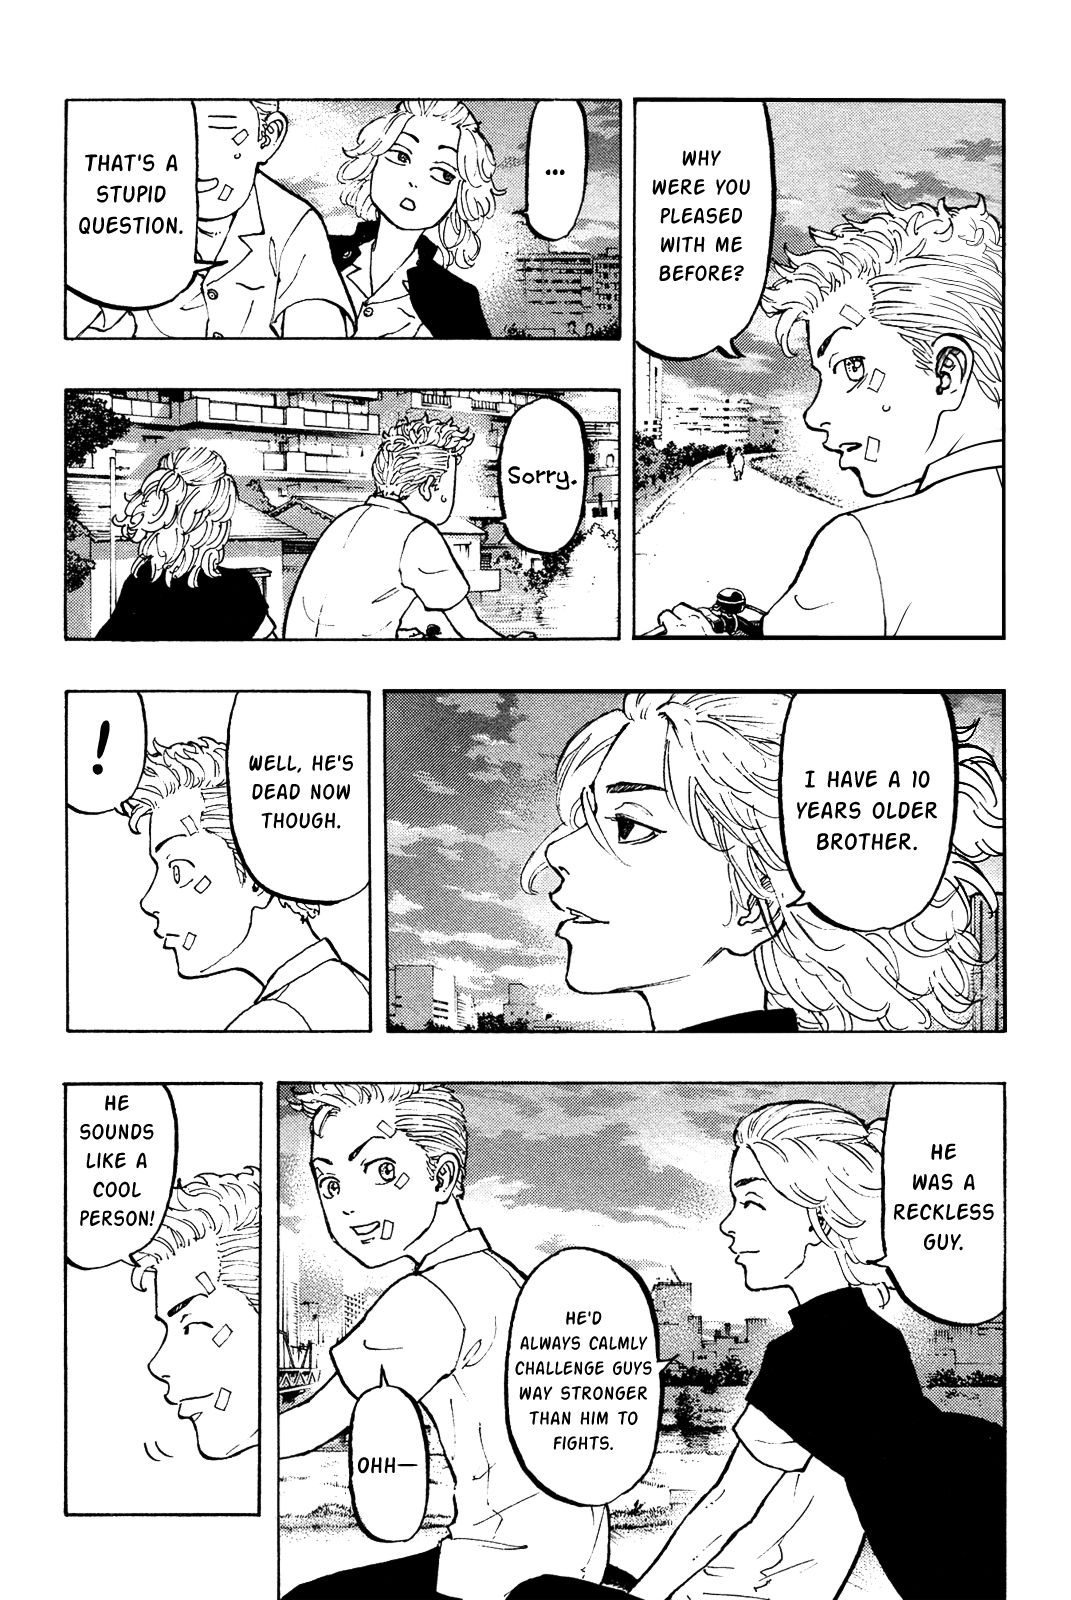 WHY
WERE YOU
PLEASED
WITH ME
BEFORE?
...
THAT'S A
STUPID
QUESTION.
Sorry.
I HAVE A 10
YEARS OLDER
BROTHER.
WELL, HE'S
DEAD NOW
THOUGH.
!
HE
WAS A
RECKLESS
GUY.
HE'D
ALWAYS CALMLY
CHALLENGE GUYS
WAY STRONGER
THAN HIM TO
FIGHTS.
OHH—
HE
SOUNDS
LIKE A
COOL
PERSON!